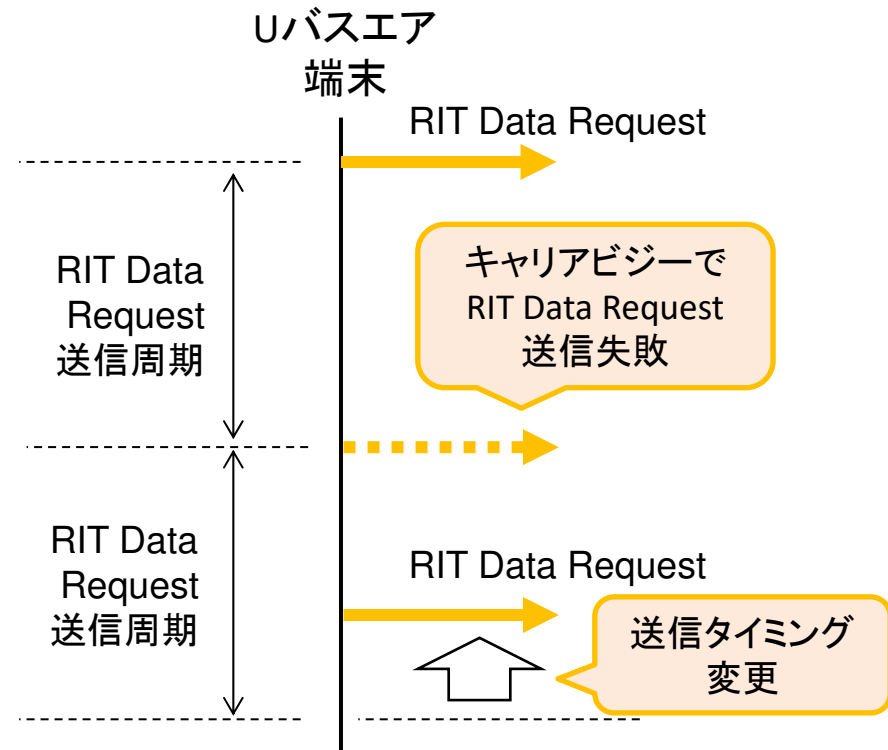 Uバスエア
端末
RIT Data Request
RIT Data
Request
送信周期
キャリアビジーで
RIT Data Request
送信失敗
RIT Data
Request
送信周期
RIT Data Request
送信タイミング
変更